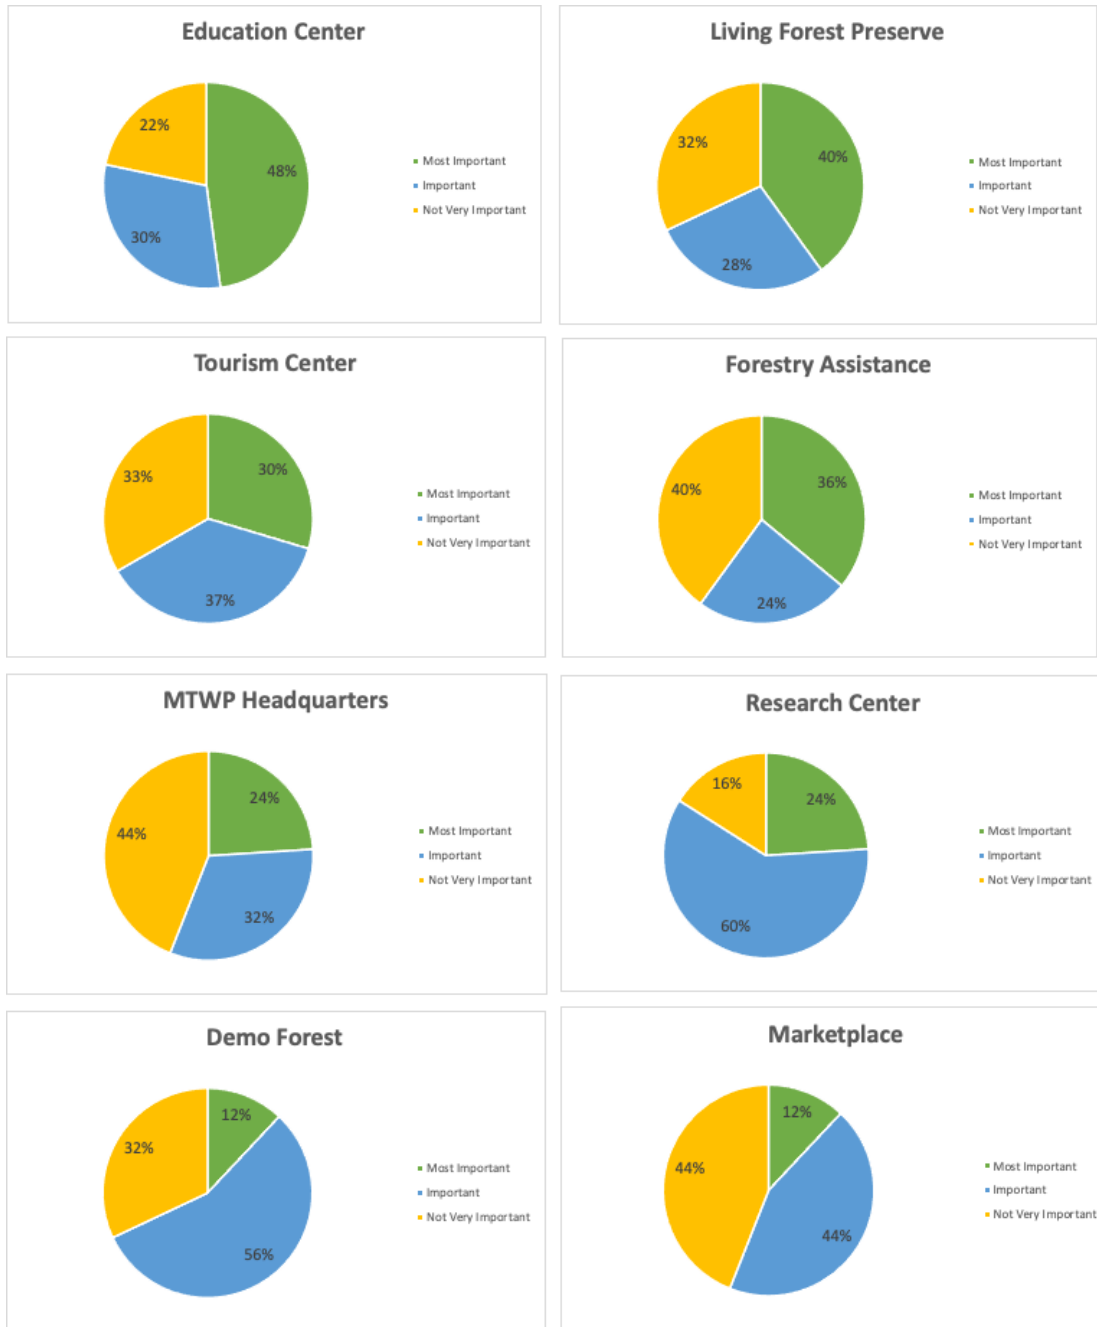 Education Center
22%
48%
30%
Most Important
Important
Not Very Important
Living Forest Preserve
32%
40%
28%
Most Important
Important
Not Very Important
Tourism Center
33%
30%
37%
Most Important
Important
Not Very Important
Forestry Assistance
40%
36%
24%
Most Important
Important
Not Very Important
MTWP Headquarters
44%
24%
32%
Most Important
Important
Not Very Important
Research Center
16%
24%
60%
Most Important
Important
Not Very Important
Demo Forest
12%
32%
56%
Most Important
Important
Not Very Important
Marketplace
12%
44%
44%
Most Important
Important
Not Very Important